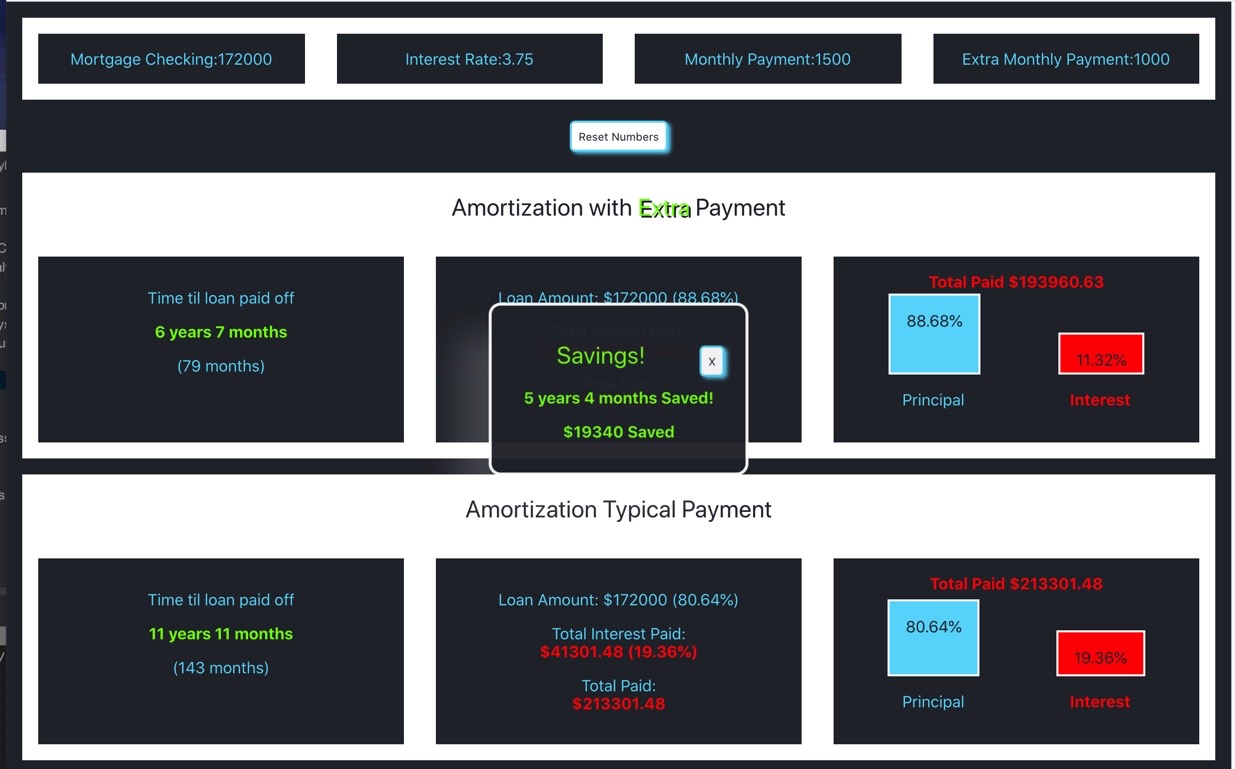 Mortgage Checking:172000
Interest Rate:3.75
Monthly Payment:1500
Extra Monthly Payment:1000
Reset Numbers
Amortization with Extra Payment
Time til loan paid off
6 years 7 months
(79 months)
Loan Amount: $172000 (88.68%)
Total Interest Paid:
Total Paid:
Savings!
X
5 years 4 months Saved!
$19340 Saved
Total Paid $193960.63
88.68%
11.32%
Principal
Interest
Amortization Typical Payment
Time til loan paid off
11 years 11 months
(143 months)
Loan Amount: $172000 (80.64%)
Total Interest Paid:
$41301.48 (19.36%)
Total Paid:
$213301.48
Total Paid $213301.48
80.64%
19.36%
Principal
Interest